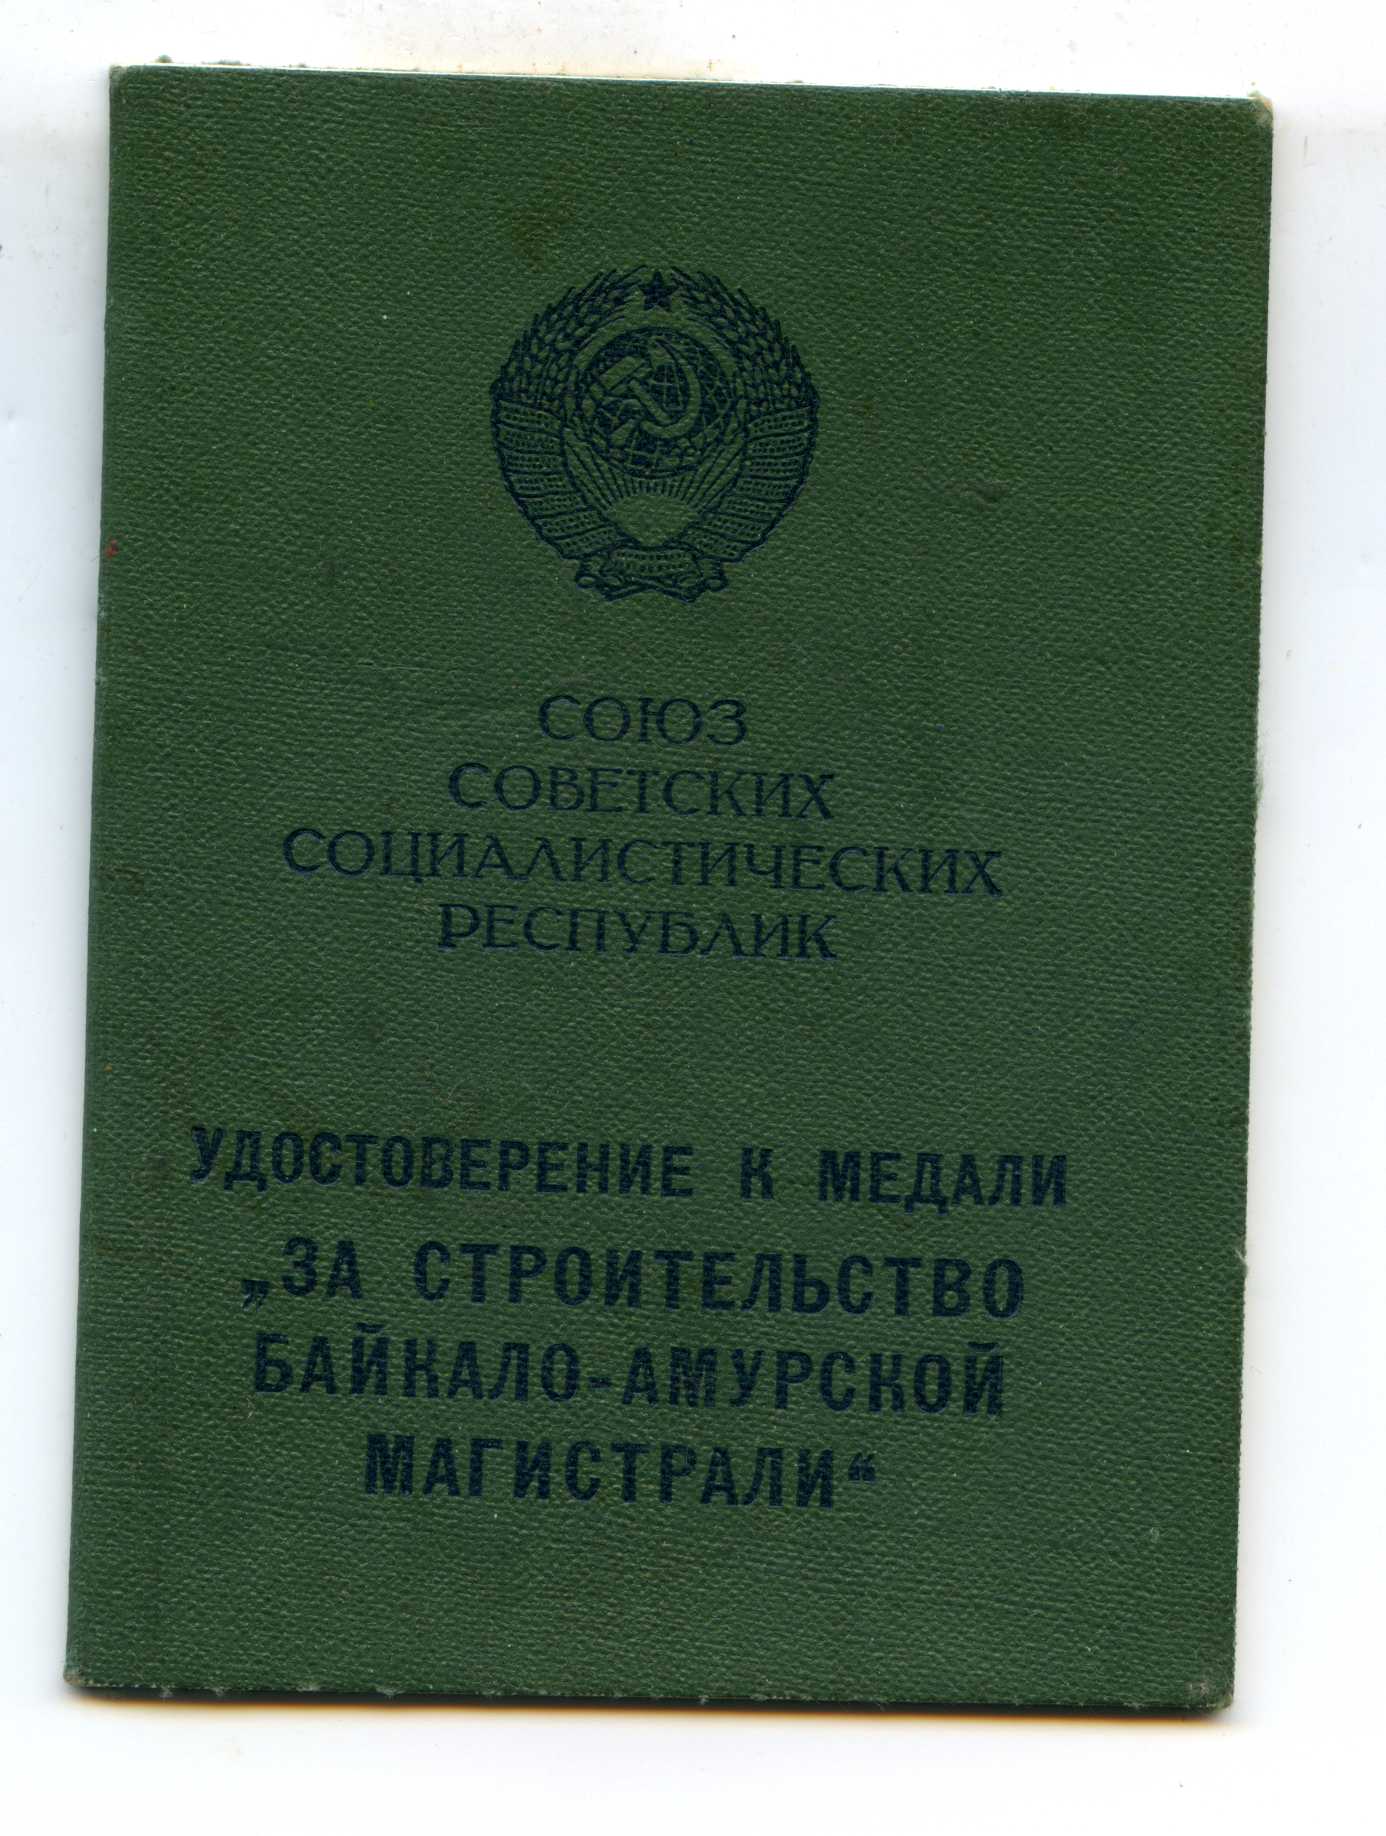 СОЮЗ
СОВЕТСКИХ
СОЦИАЛИСТИЧЕСКИХ
РЕСПУБЛИК
УДОСТОВЕРЕНИЕ К МЕДАЛИ
„ЗА СТРОИТЕЛЬСТВО
БАЙКАЛО-АМУРСКОЙ
МАГИСТРАЛИ“